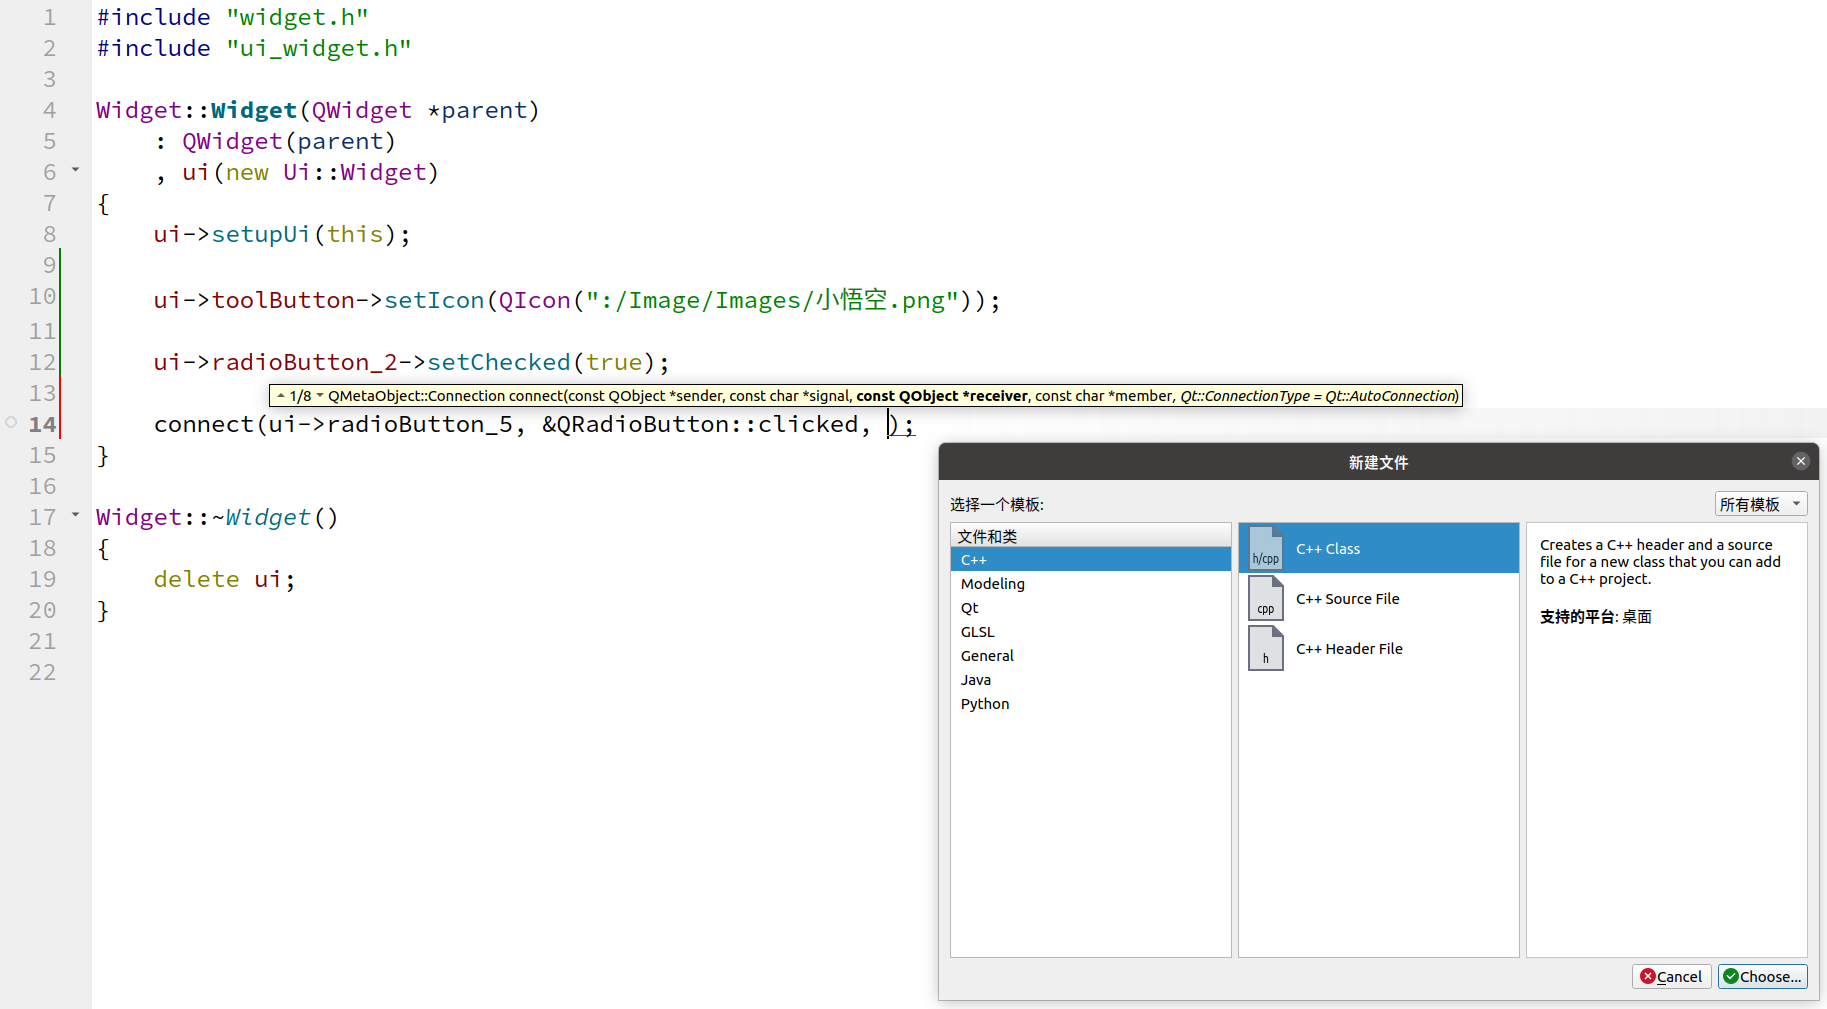 1 #include "widget.h"
2 #include "ui_widget.h"
3
4 Widget::Widget(QWidget *parent)
5 : QWidget(parent)
6 , ui(new Ui::Widget)
7 {
8 ui->setupUi(this);
9
10 ui->toolButton->setIcon(QIcon(":/Image/Images/小悟空.png"));
11
12 ui->radioButton_2->setChecked(true);
13
1/8 QMetaObject::Connection connect(const QObject *sender, const char *signal, const QObject *receiver, const char *member, Qt::ConnectionType = Qt::AutoConnection)
14 connect(ui->radioButton_5, &QRadioButton::clicked, );
15 }
16
17 Widget::~Widget()
18 {
19 delete ui;
20 }
21
22
新建文件
选择一个模板:
所有模板
文件和类
C++
Modeling
Qt
GLSL
General
Java
Python
h/cpp C++ Class
cpp C++ Source File
h C++ Header File
Creates a C++ header and a source
file for a new class that you can add
to a C++ project.
支持的平台: 桌面
Cancel
Choose...